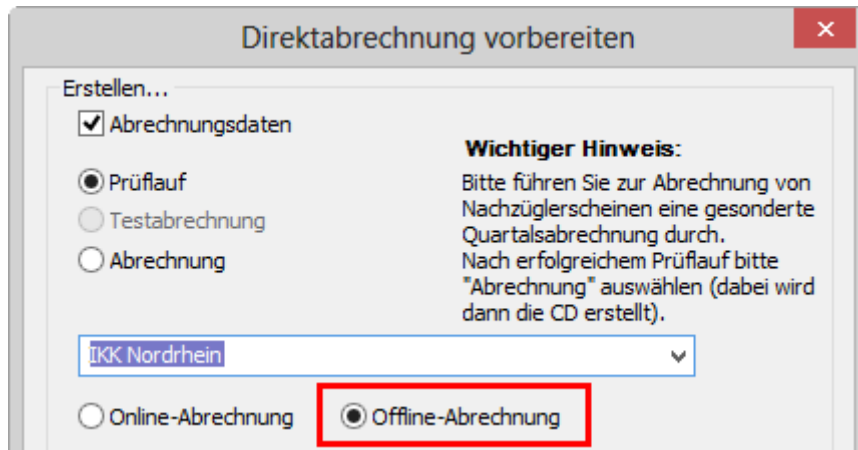 Direktabrechnung vorbereiten
Erstellen...
Abrechnungsdaten
Prüflauf
Testabrechnung
Abrechnung
Wichtiger Hinweis:
Bitte führen Sie zur Abrechnung von
Nachzüglerscheinen eine gesonderte
Quartalsabrechnung durch.
Nach erfolgreichem Prüflauf bitte
"Abrechnung" auswählen (dabei wird
dann die CD erstellt).
IKK Nordrhein
Online-Abrechnung
Offline-Abrechnung